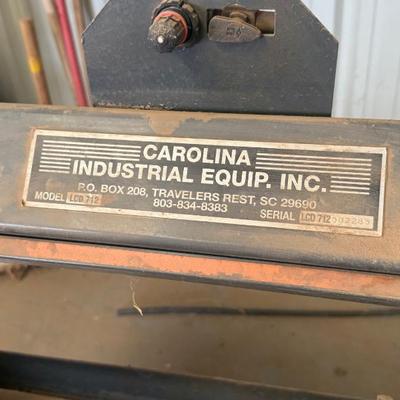 CAROLINA
INDUSTRIAL EQUIP. INC.
P.O. BOX 208, TRAVELERS REST, SC 29690
803-834-8383
MODEL LCD 712
SERIAL LCD 712